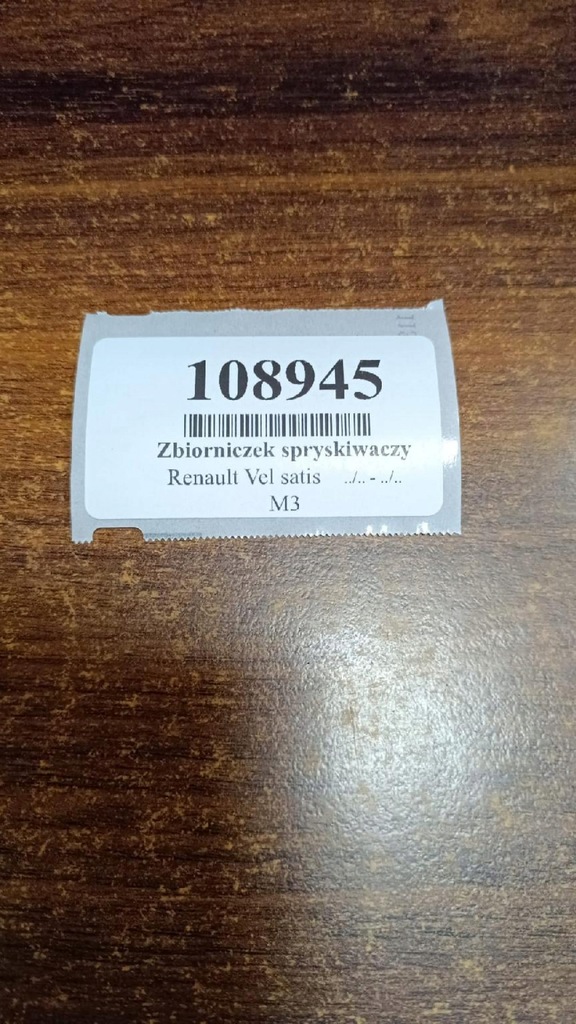 108945
Zbiorniczek spryskiwaczy
Renault Vel satis ../.. - ../..
M3